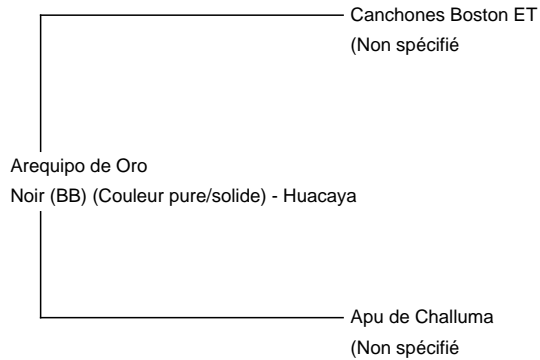 Canchones Boston ET
(Non spécifié
Arequipo de Oro
Noir (BB) (Couleur pure/solide) - Huacaya
Apu de Challuma
(Non spécifié